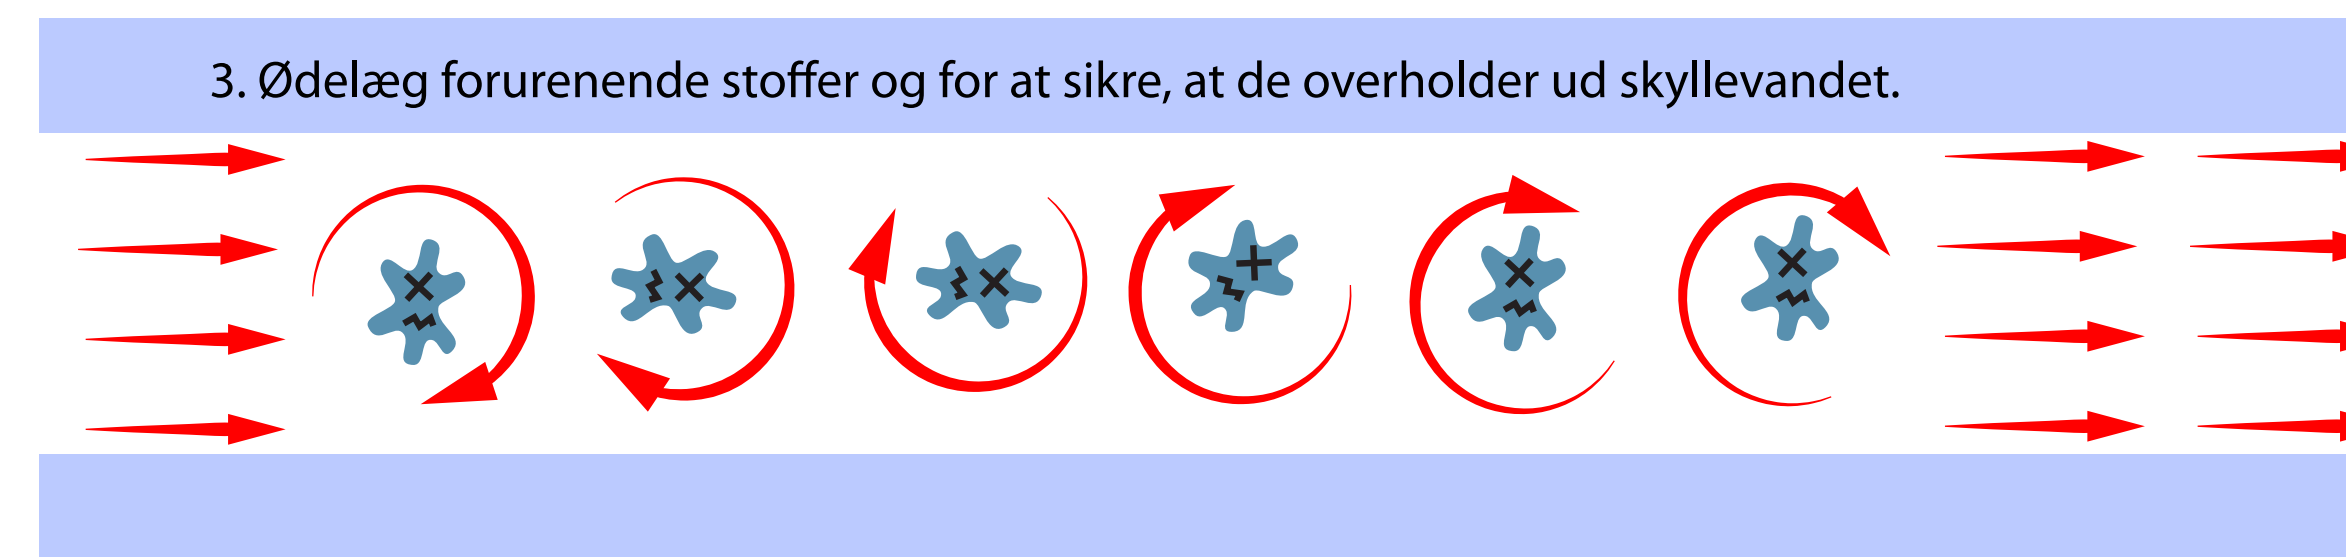 3. Ødelæg forurenende stoffer og for at sikre, at de overholder ud skyllevandet.